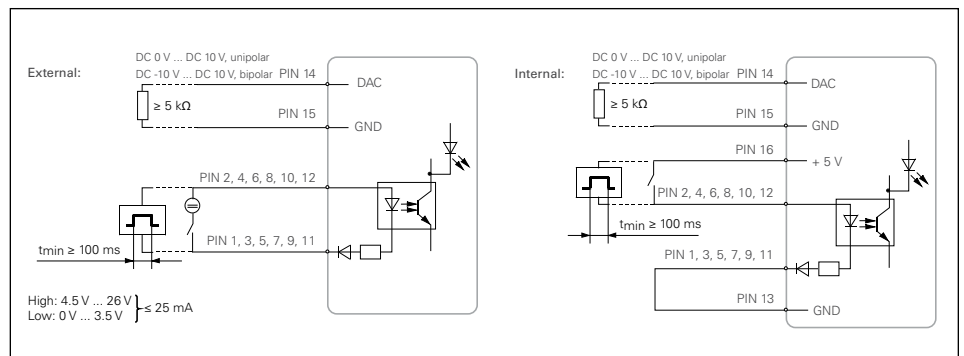 External:
DC 0 V ... DC 10 V, unipolar
DC -10 V ... DC 10 V, bipolar PIN 14
DAC
≥ 5 kΩ
PIN 15
GND
PIN 2, 4, 6, 8, 10, 12
PIN 1, 3, 5, 7, 9, 11
tmin ≥ 100 ms
High: 4.5 V ... 26 V
Low: 0 V ... 3.5 V
≤ 25 mA
Internal:
DC 0 V ... DC 10 V, unipolar
DC -10 V ... DC 10 V, bipolar PIN 14
DAC
≥ 5 kΩ
PIN 15
GND
PIN 16
+ 5 V
PIN 2, 4, 6, 8, 10, 12
tmin ≥ 100 ms
PIN 1, 3, 5, 7, 9, 11
PIN 13
GND